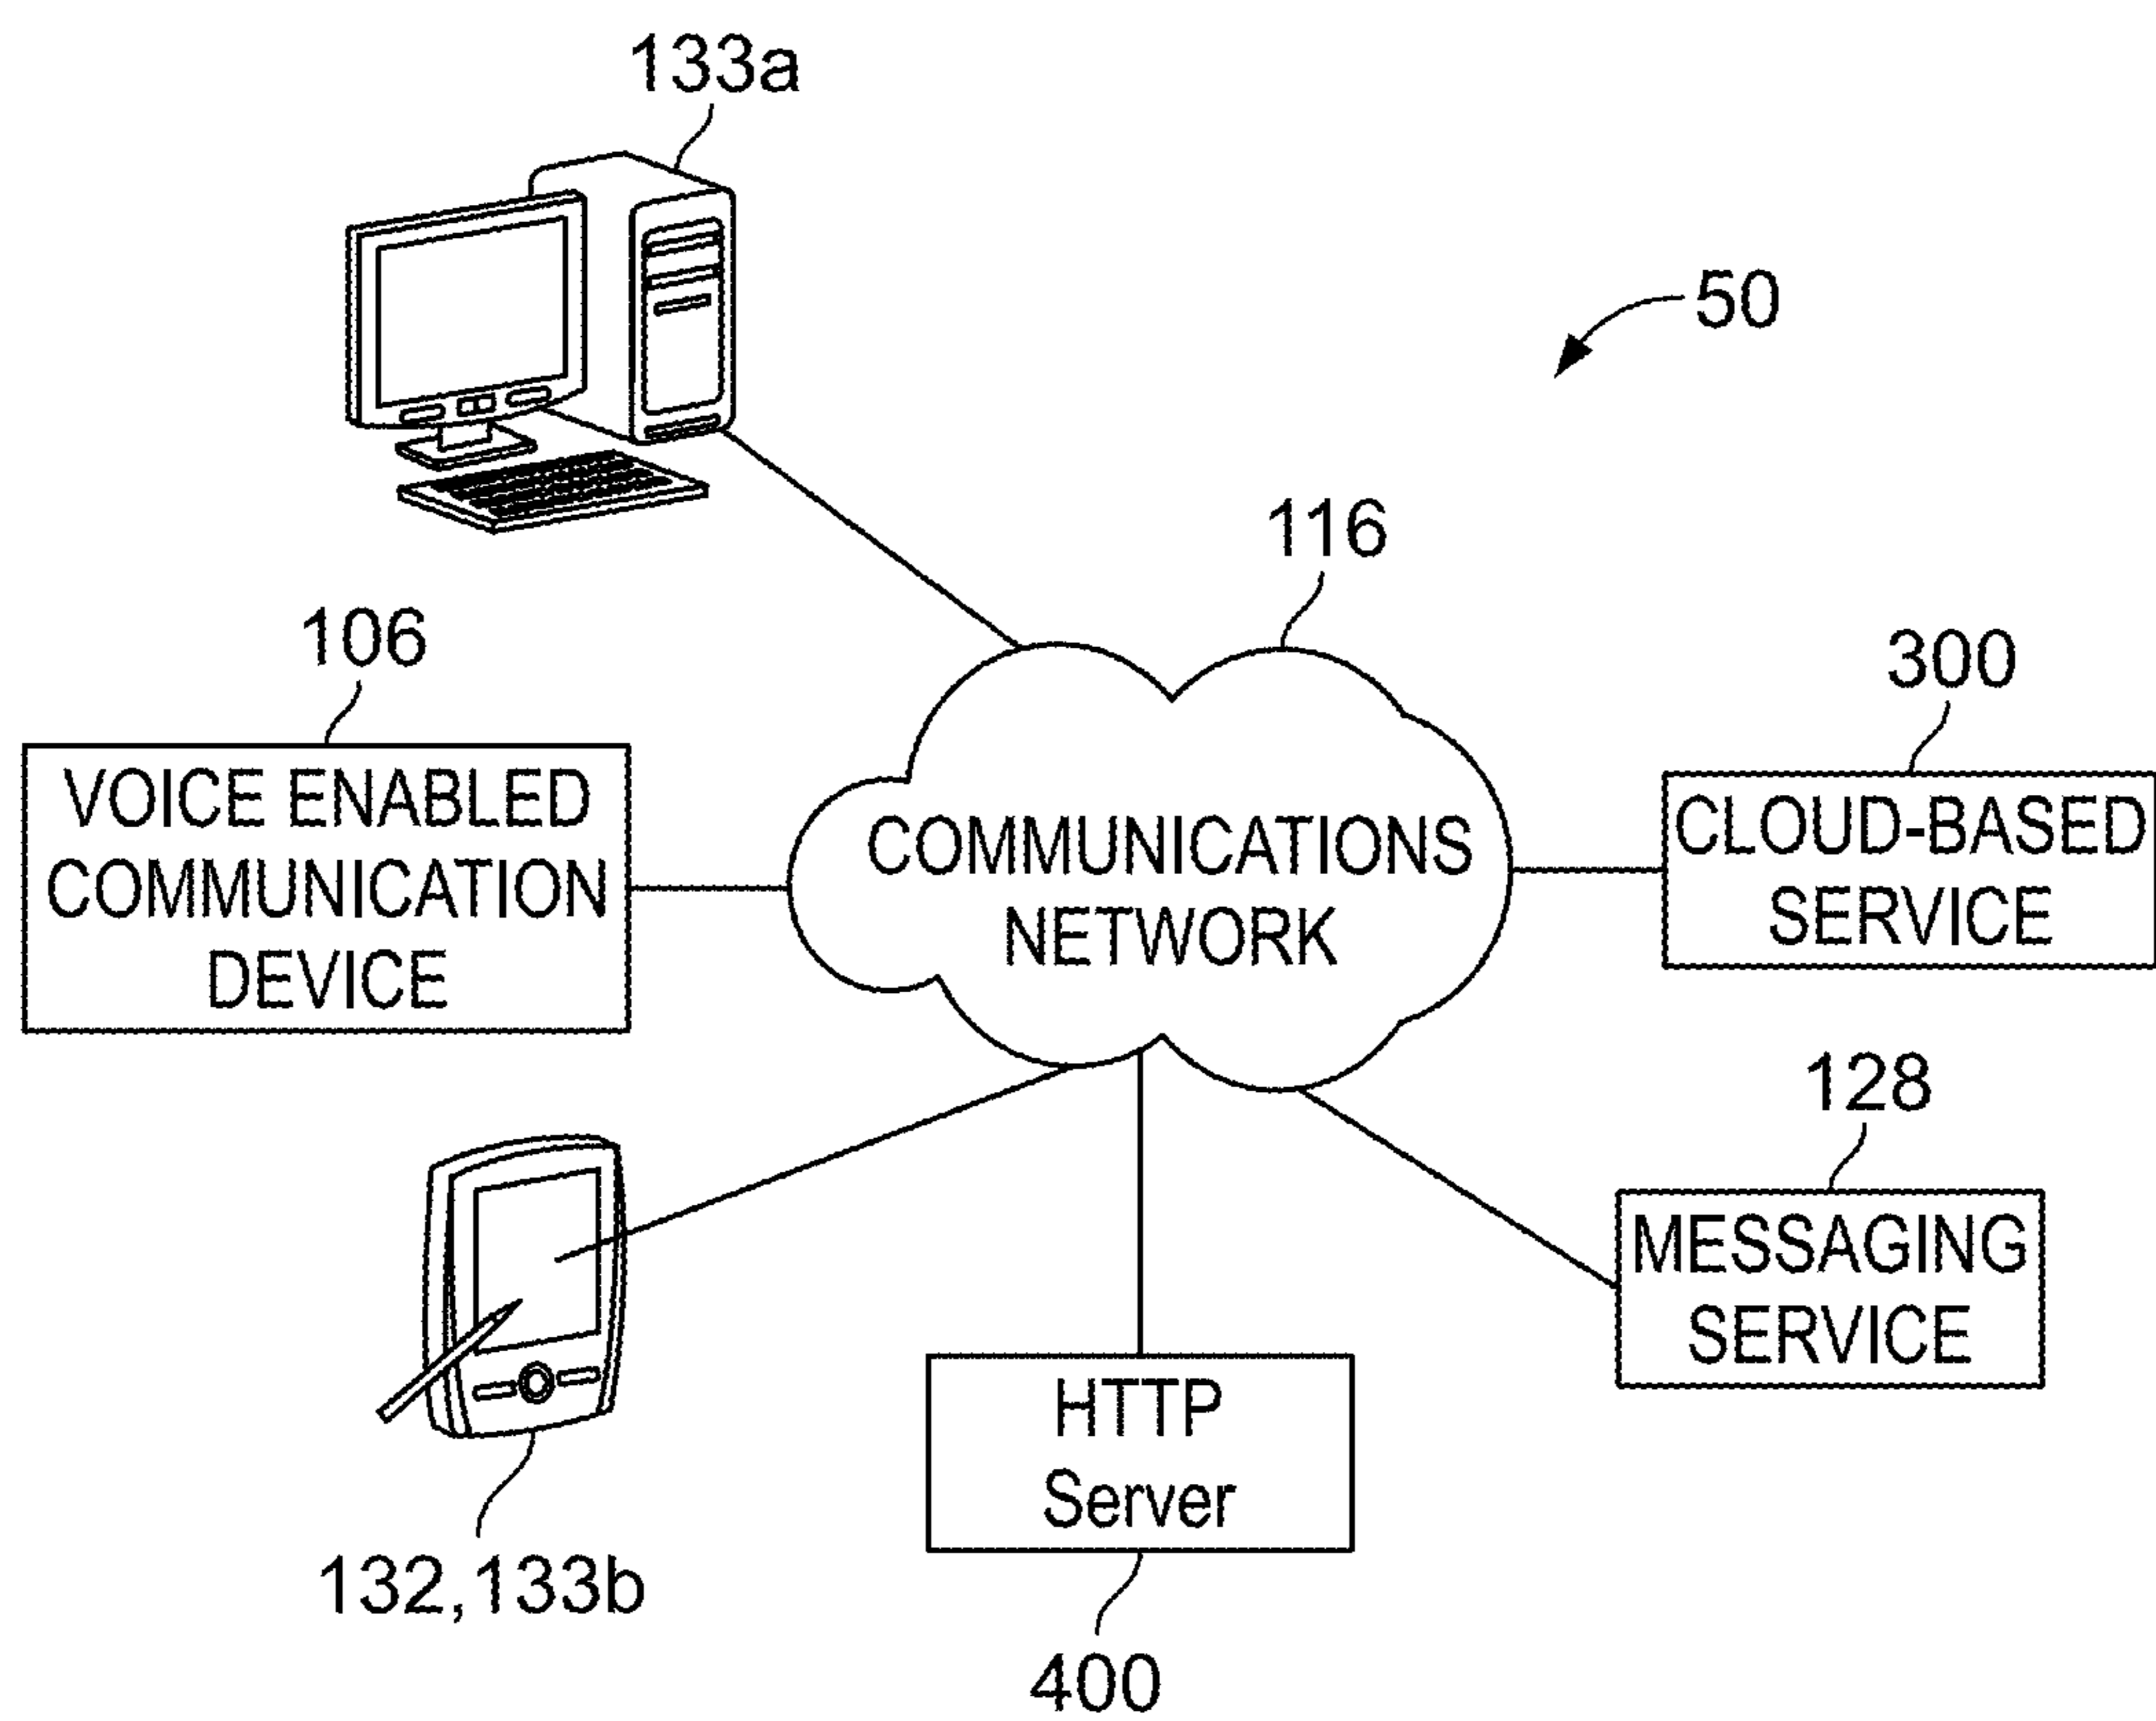 133a
50
116
106
300
VOICE ENABLED
COMMUNICATION
DEVICE
COMMUNICATIONS
NETWORK
CLOUD-BASED
SERVICE
128
MESSAGING
SERVICE
HTTP
Server
132,133b
400